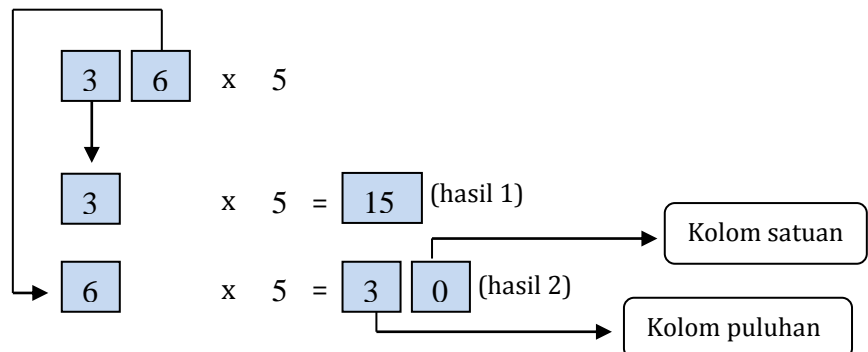 3 6 x 5
3 x 5 = 15 (hasil 1)
Kolom satuan
6 x 5 = 3 0 (hasil 2)
Kolom puluhan